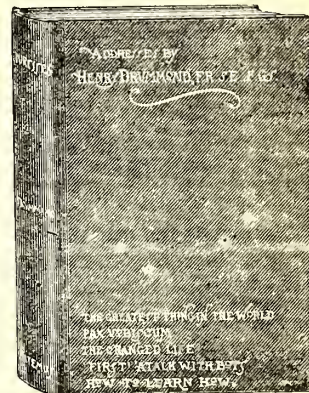 ADDRESSES BY
HENRY DRUMMOND, F.R.S.E. F.G.S.
THE GREATEST THING IN THE WORLD
PAX VOBISCUM
THE CHANGED LIFE
FIRST! A TALK WITH BOYS
HOW TO LEARN HOW.